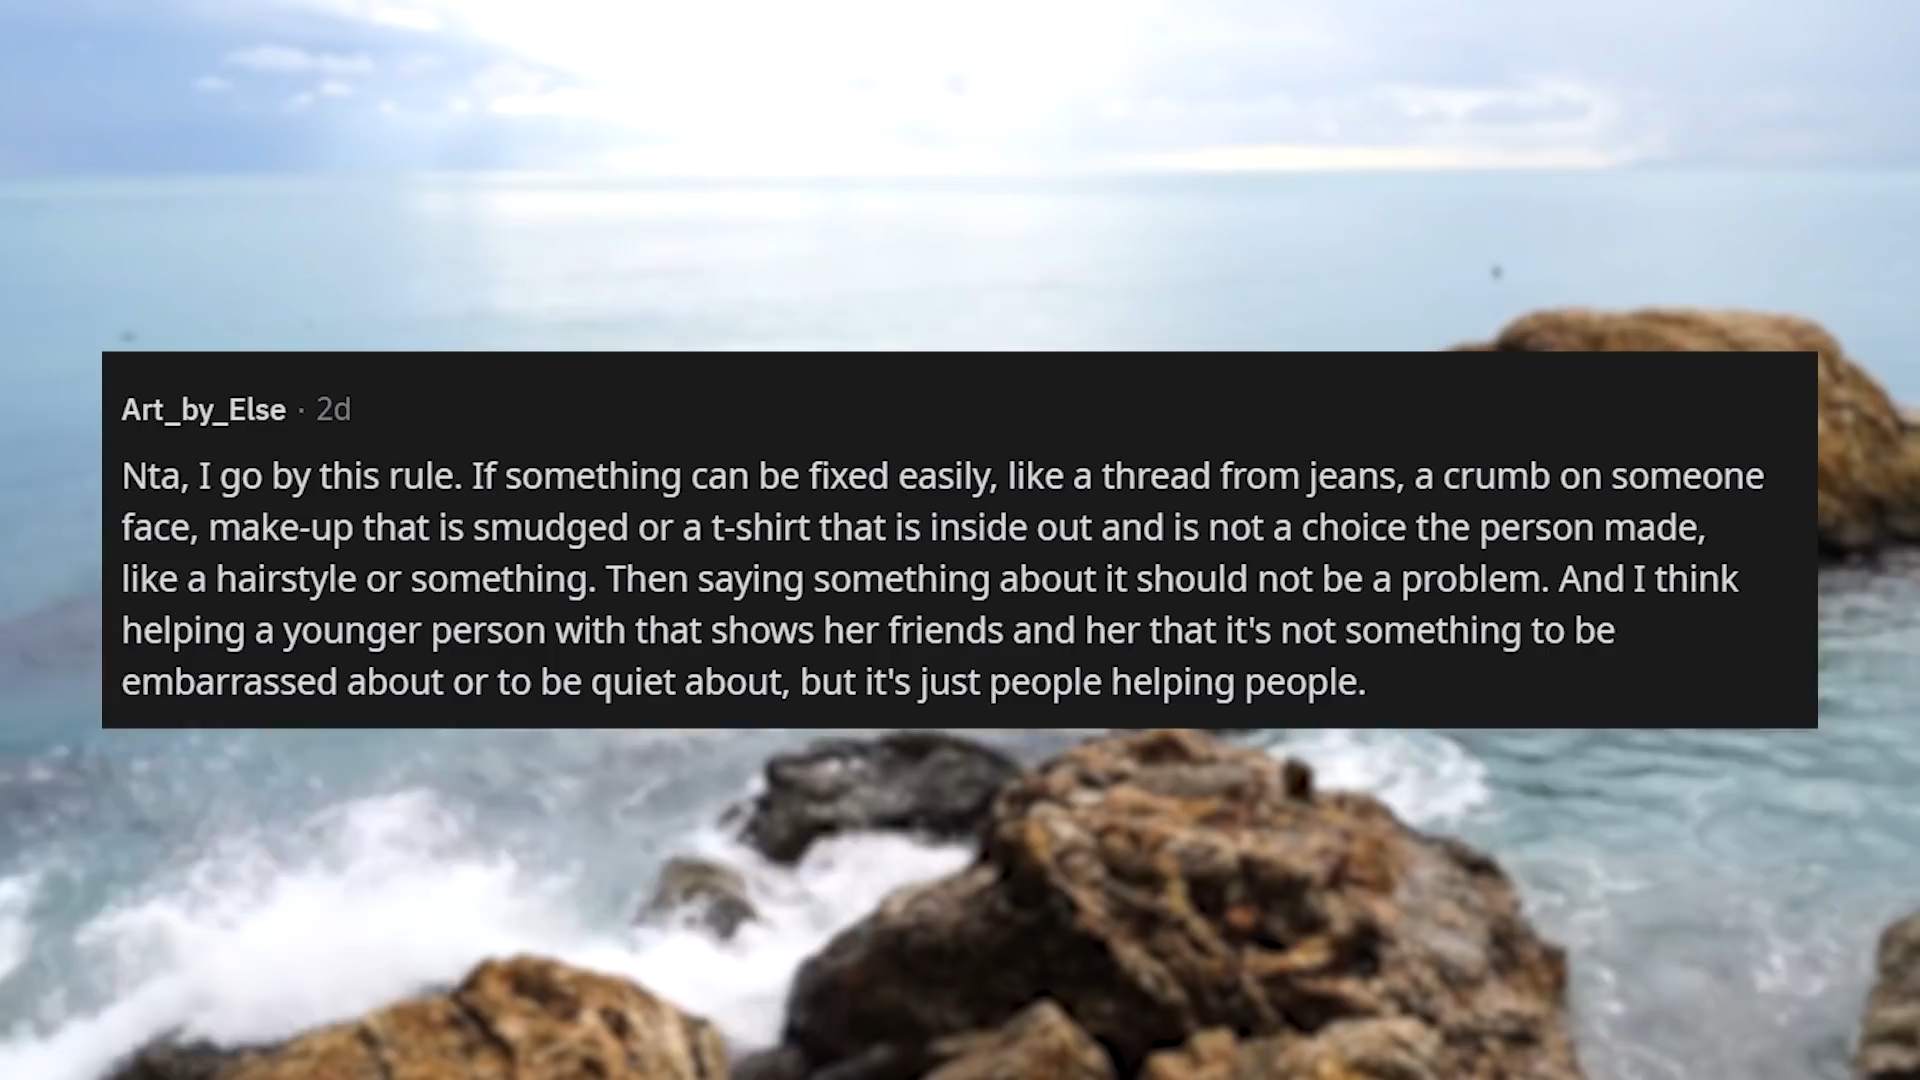 Art_by_Else · 2d
Nta, I go by this rule. If something can be fixed easily, like a thread from jeans, a crumb on someone
face, make-up that is smudged or a t-shirt that is inside out and is not a choice the person made,
like a hairstyle or something. Then saying something about it should not be a problem. And I think
helping a younger person with that shows her friends and her that it's not something to be
embarrassed about or to be quiet about, but it's just people helping people.